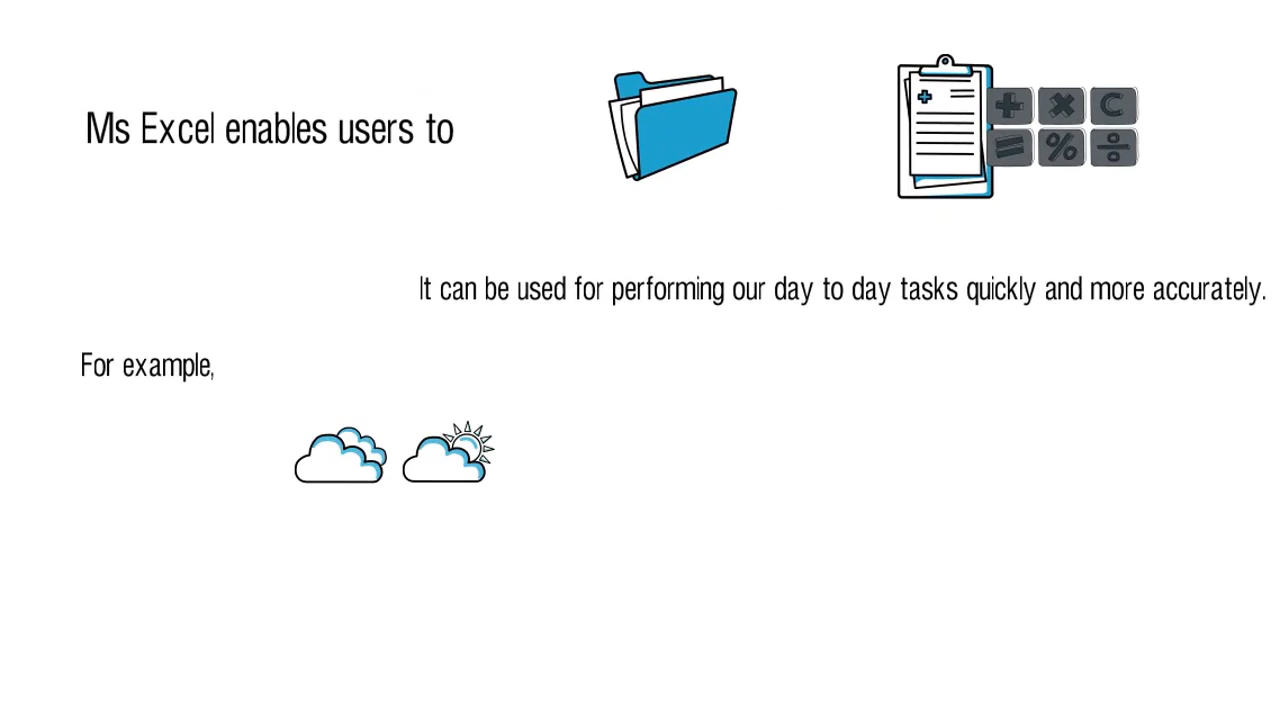 Ms Excel enables users to
It can be used for performing our day to day tasks quickly and more accurately.
For example,